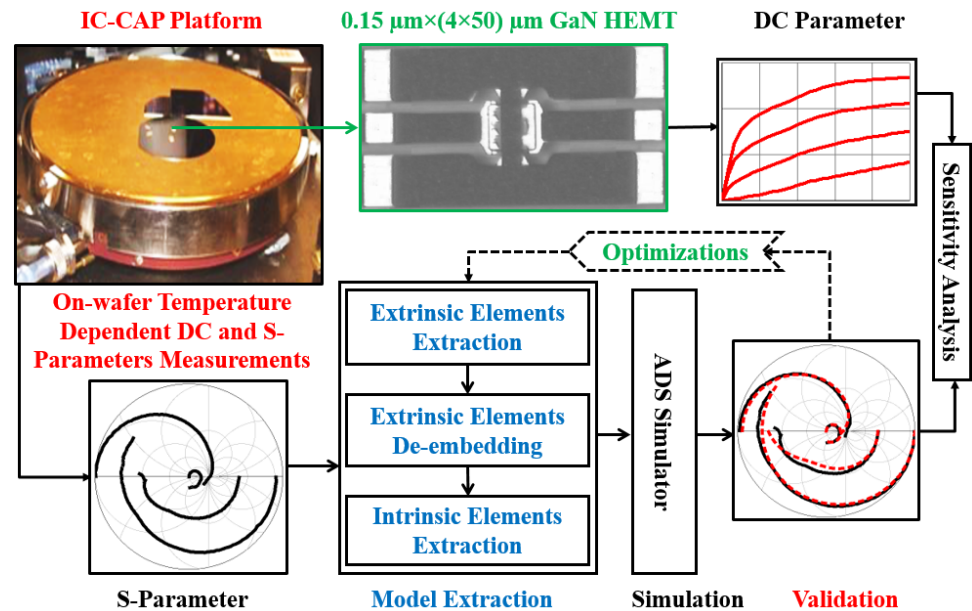 IC-CAP Platform
0.15 μm×(4×50) μm GaN HEMT
DC Parameter
Sensitivity Analysis
Optimizations
On-wafer Temperature
Dependent DC and S-
Parameters Measurements
Extrinsic Elements
Extraction
Extrinsic Elements
De-embedding
Intrinsic Elements
Extraction
ADS Simulator
S-Parameter
Model Extraction
Simulation
Validation